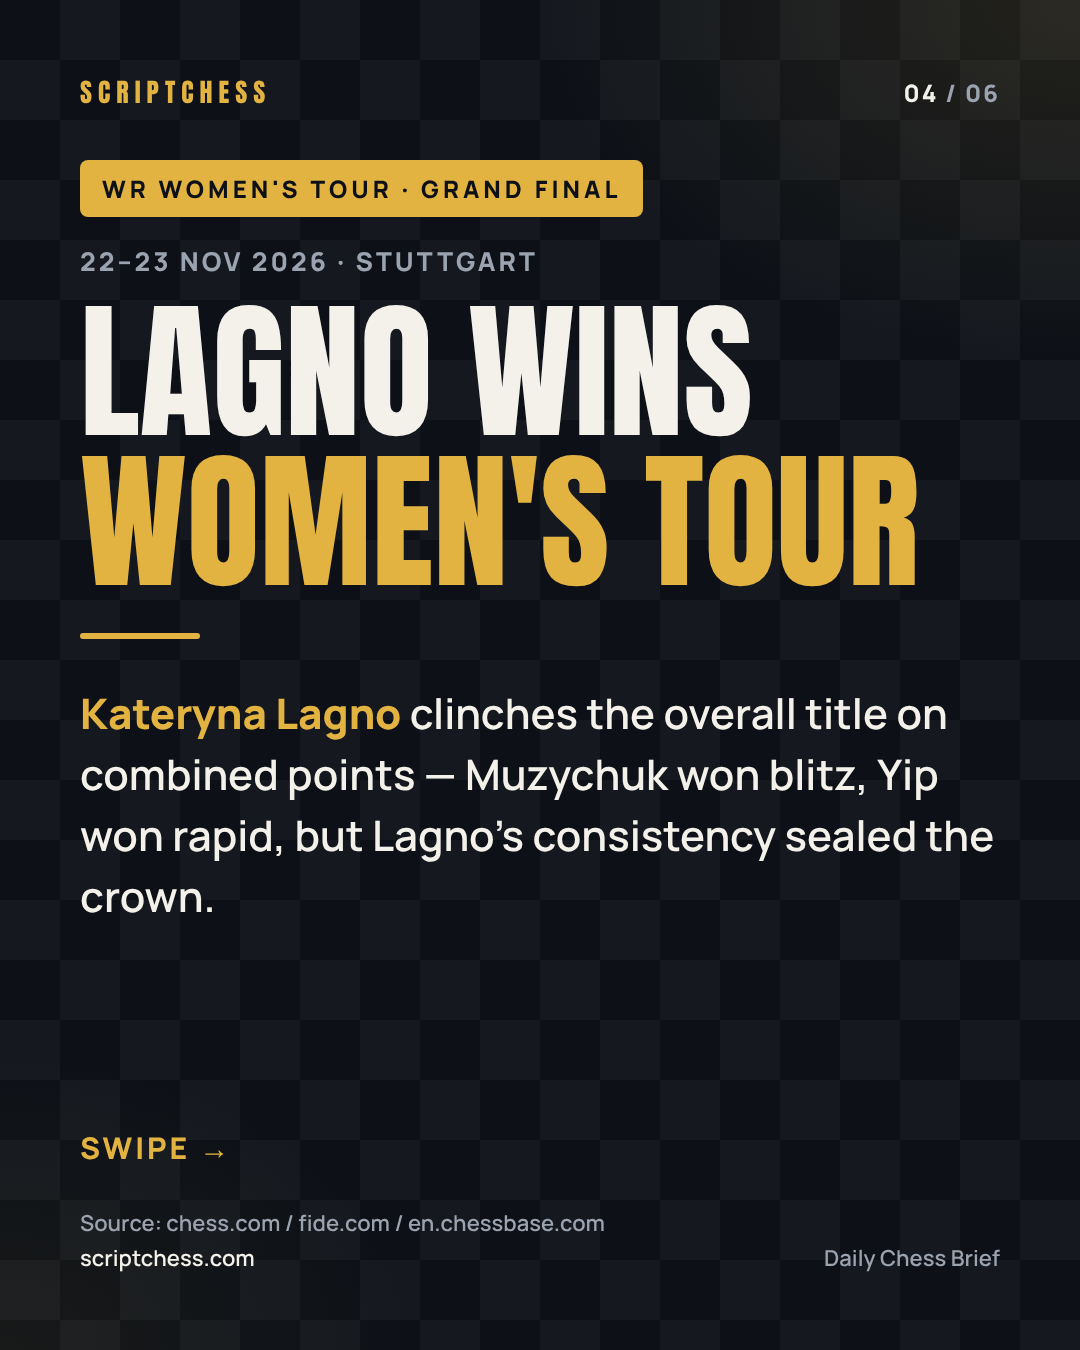 SCRIPTCHESS
04 / 06
WR WOMEN'S TOUR · GRAND FINAL
22–23 NOV 2026 · STUTTGART
LAGNO WINS
WOMEN'S TOUR
Kateryna Lagno clinches the overall title on
combined points — Muzychuk won blitz, Yip
won rapid, but Lagno’s consistency sealed the
crown.
SWIPE →
Source: chess.com / fide.com / en.chessbase.com
scriptchess.com
Daily Chess Brief